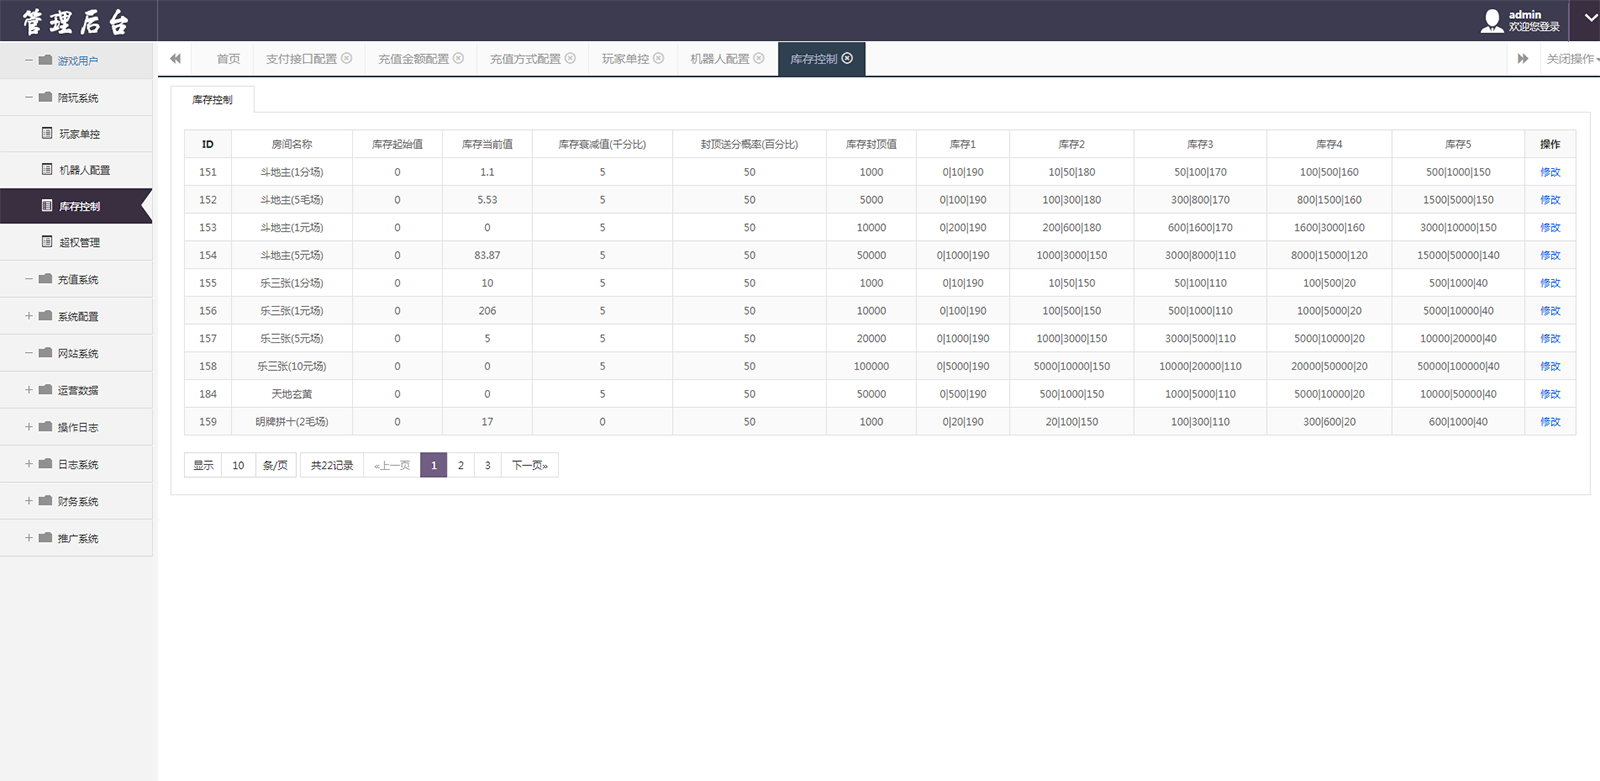 管理后台
admin
欢迎您登录
游戏用户
陪玩系统
玩家单控
机器人配置
库存控制
超权管理
充值系统
系统配置
网站系统
运营数据
操作日志
日志系统
财务系统
推广系统
首页 支付接口配置 充值金额配置 充值方式配置 玩家单控 机器人配置 库存控制 关闭操作
库存控制
ID 房间名称 库存起始值 库存当前值 库存衰减值(千分比) 封顶送分概率(百分比) 库存封顶值 库存1 库存2 库存3 库存4 库存5 操作
151 斗地主(1分场) 0 1.1 5 50 1000 0|10|190 10|50|180 50|100|170 100|500|160 500|1000|150 修改
152 斗地主(5毛场) 0 5.53 5 50 5000 0|100|190 100|300|180 300|800|170 800|1500|160 1500|5000|150 修改
153 斗地主(1元场) 0 0 5 50 10000 0|200|190 200|600|180 600|1600|170 1600|3000|160 3000|10000|150 修改
154 斗地主(5元场) 0 83.87 5 50 50000 0|1000|190 1000|3000|150 3000|8000|110 8000|15000|120 15000|50000|140 修改
155 乐三张(1分场) 0 10 5 50 1000 0|10|190 10|50|150 50|100|110 100|500|20 500|1000|40 修改
156 乐三张(1元场) 0 206 5 50 10000 0|100|190 100|500|150 500|1000|110 1000|5000|20 5000|10000|40 修改
157 乐三张(5元场) 0 5 5 50 20000 0|1000|190 1000|3000|150 3000|5000|110 5000|10000|20 10000|20000|40 修改
158 乐三张(10元场) 0 0 5 50 100000 0|5000|190 5000|10000|150 10000|20000|110 20000|50000|20 50000|100000|40 修改
184 天地玄黄 0 0 5 50 50000 0|500|190 500|1000|150 1000|5000|110 5000|10000|20 10000|50000|40 修改
159 明牌拼十(2毛场) 0 17 0 50 1000 0|20|190 20|100|150 100|300|110 300|600|20 600|1000|40 修改
显示 10 条/页 共22记录 «上一页 1 2 3 下一页»